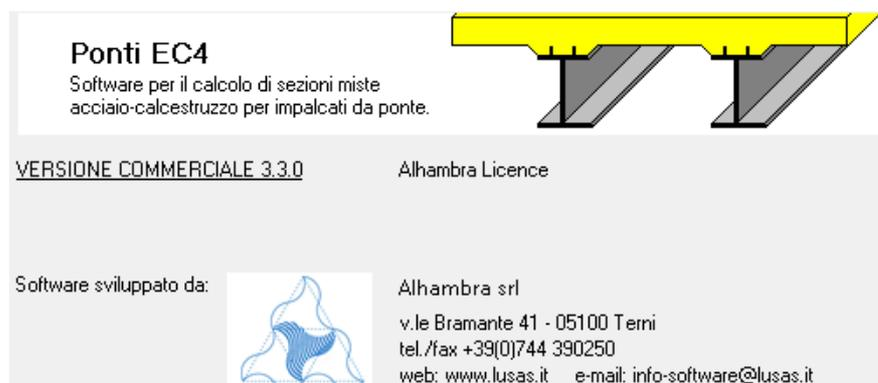 Ponti EC4
Software per il calcolo di sezioni miste
acciaio-calcestruzzo per impalcati da ponte.
VERSIONE COMMERCIALE 3.3.0
Alhambra Licence
Software sviluppato da:
Alhambra srl
v.le Bramante 41 - 05100 Terni
tel./fax +39(0)744 390250
web: www.lusas.it e-mail: info-software@lusas.it